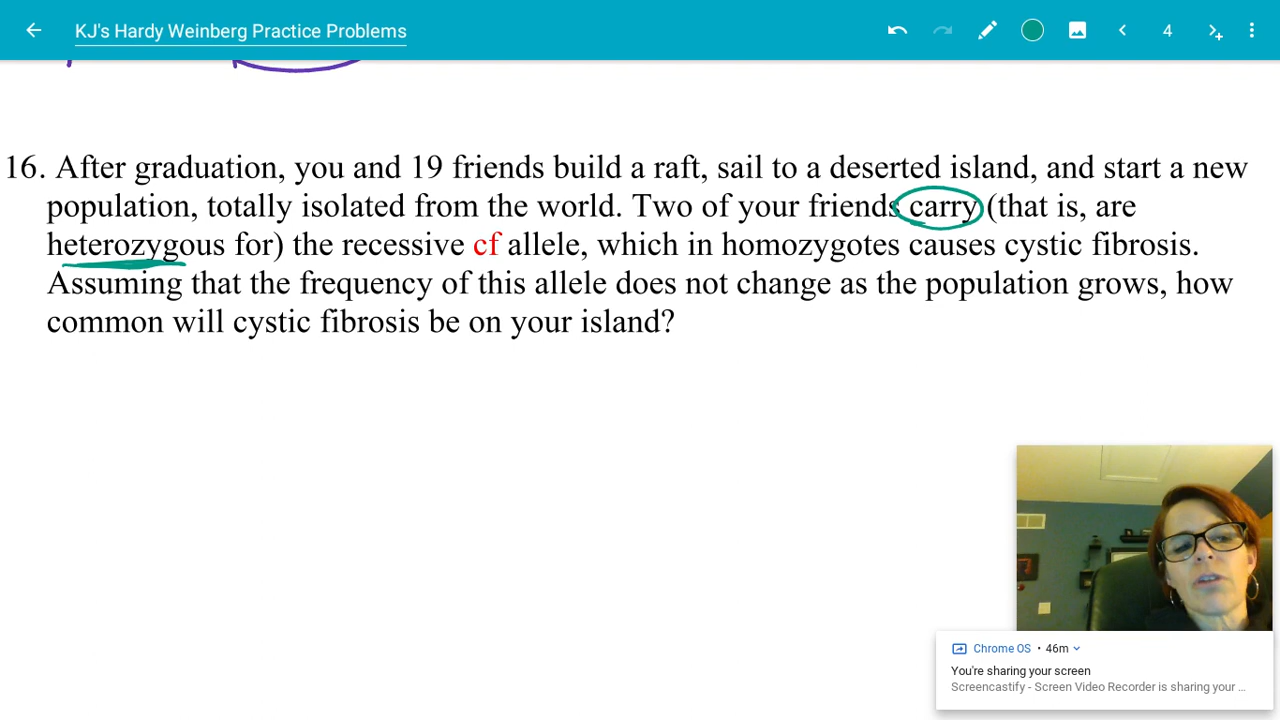 KJ's Hardy Weinberg Practice Problems
4
16. After graduation, you and 19 friends build a raft, sail to a deserted island, and start a new
population, totally isolated from the world. Two of your friends carry (that is, are
heterozygous for) the recessive cf allele, which in homozygotes causes cystic fibrosis.
Assuming that the frequency of this allele does not change as the population grows, how
common will cystic fibrosis be on your island?
Chrome OS • 46m
You're sharing your screen
Screencastify - Screen Video Recorder is sharing your ...